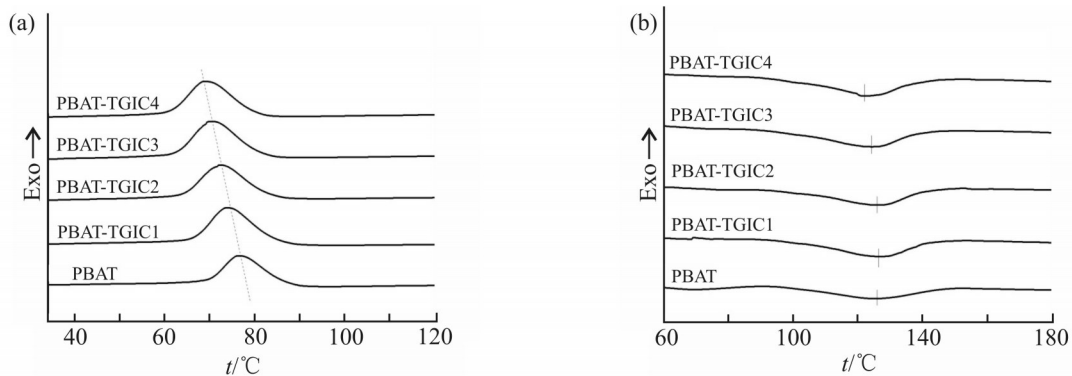 (a)
PBAT-TGIC4
PBAT-TGIC3
PBAT-TGIC2
PBAT-TGIC1
PBAT
Exo
40 60 80 100 120
t/℃
(b)
PBAT-TGIC4
PBAT-TGIC3
PBAT-TGIC2
PBAT-TGIC1
PBAT
Exo
60 100 140 180
t/℃